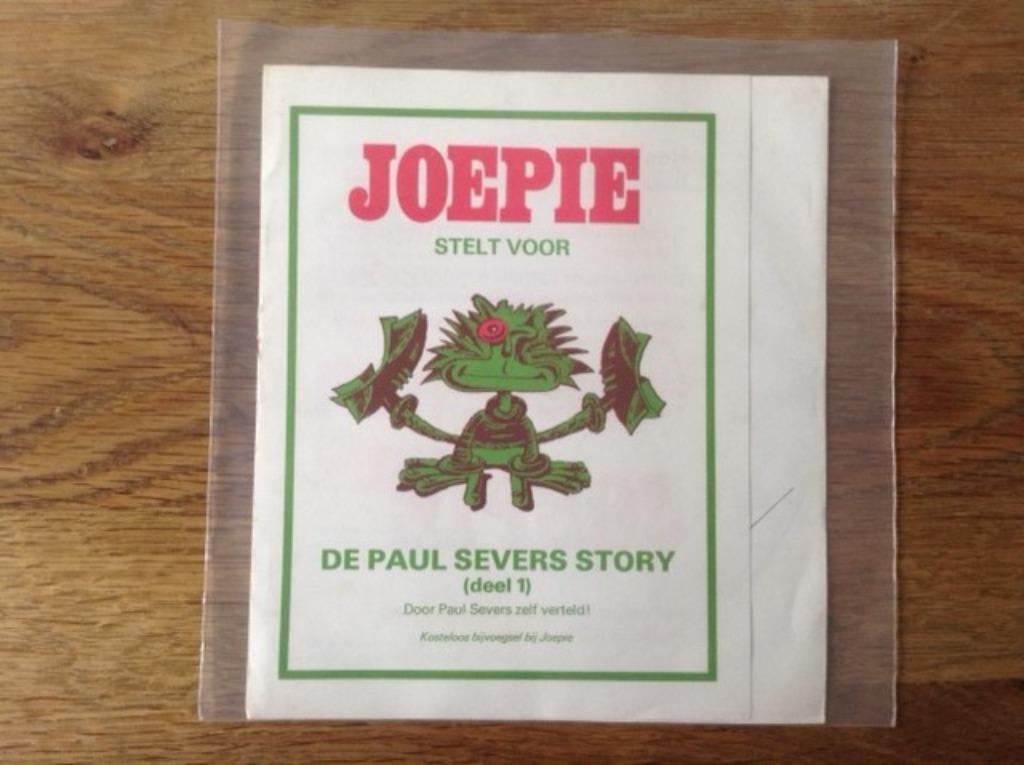 JOEPIE
STELT VOOR
DE PAUL SEVERS STORY
(deel 1)
Door Paul Severs zelf verteld!
Kosteloos bijvoegsel bij Joepie